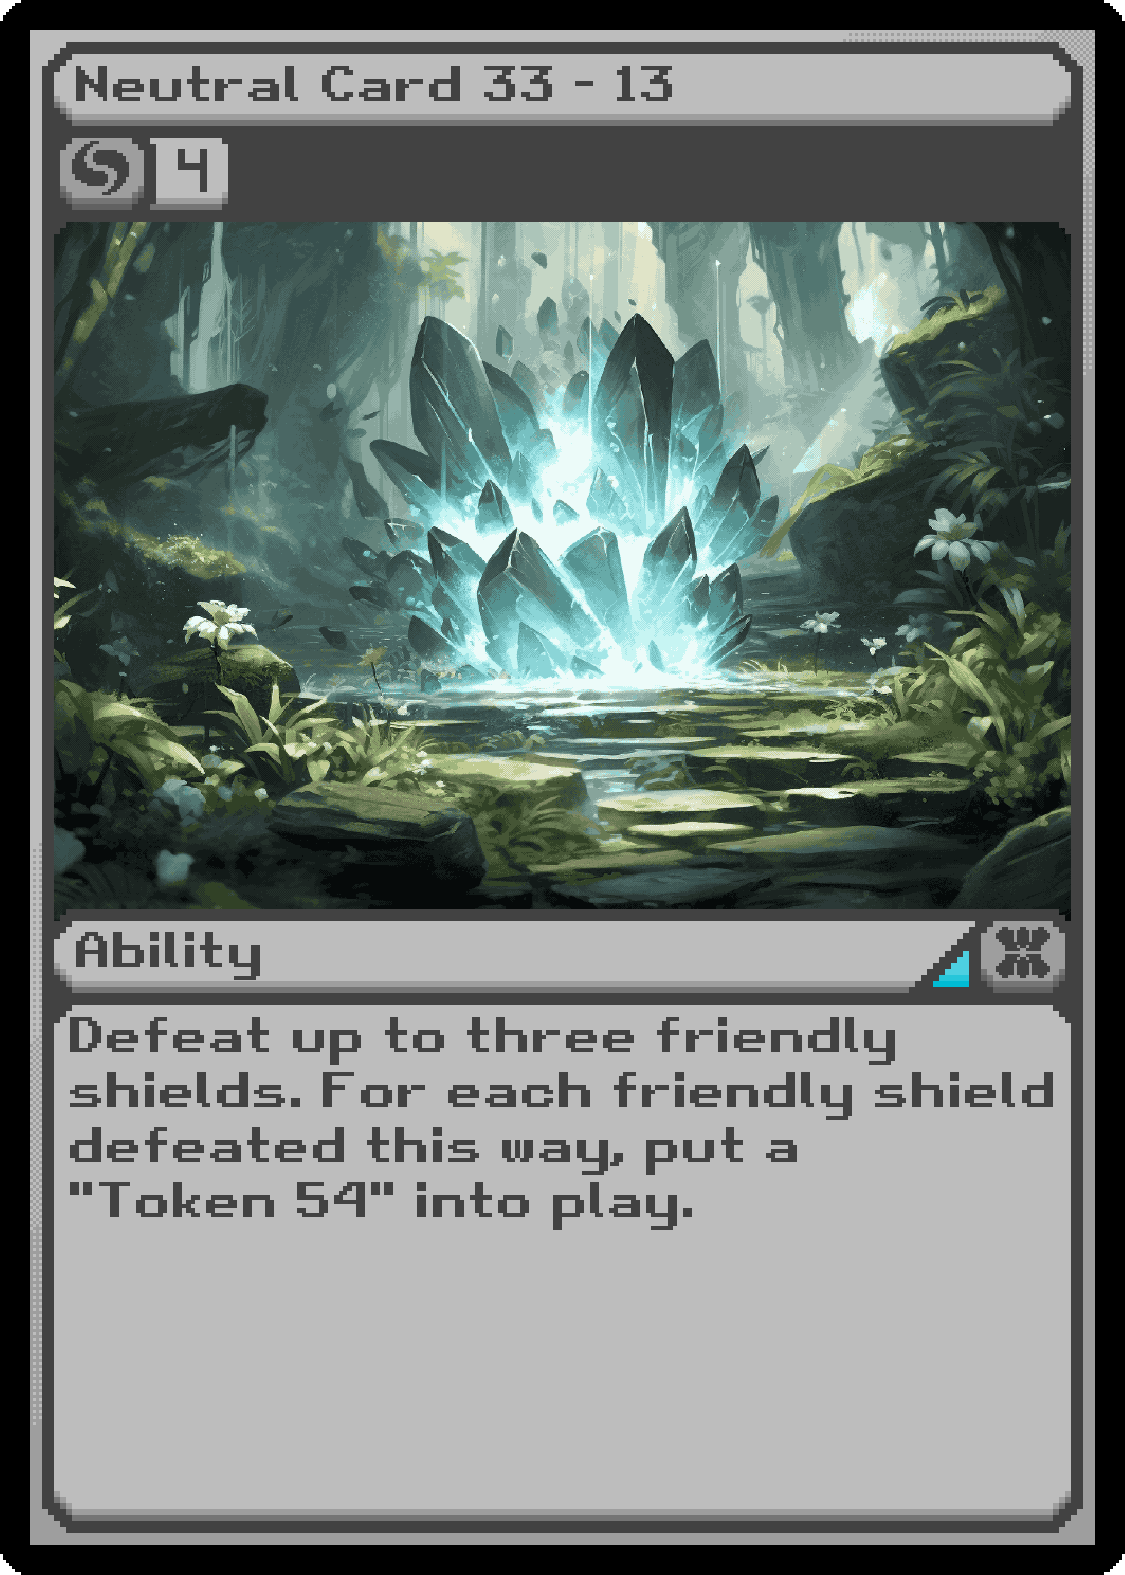 Neutral Card 33 - 13
4
Ability
Defeat up to three friendly
shields. For each friendly shield
defeated this way, put a
"Token 54" into play.